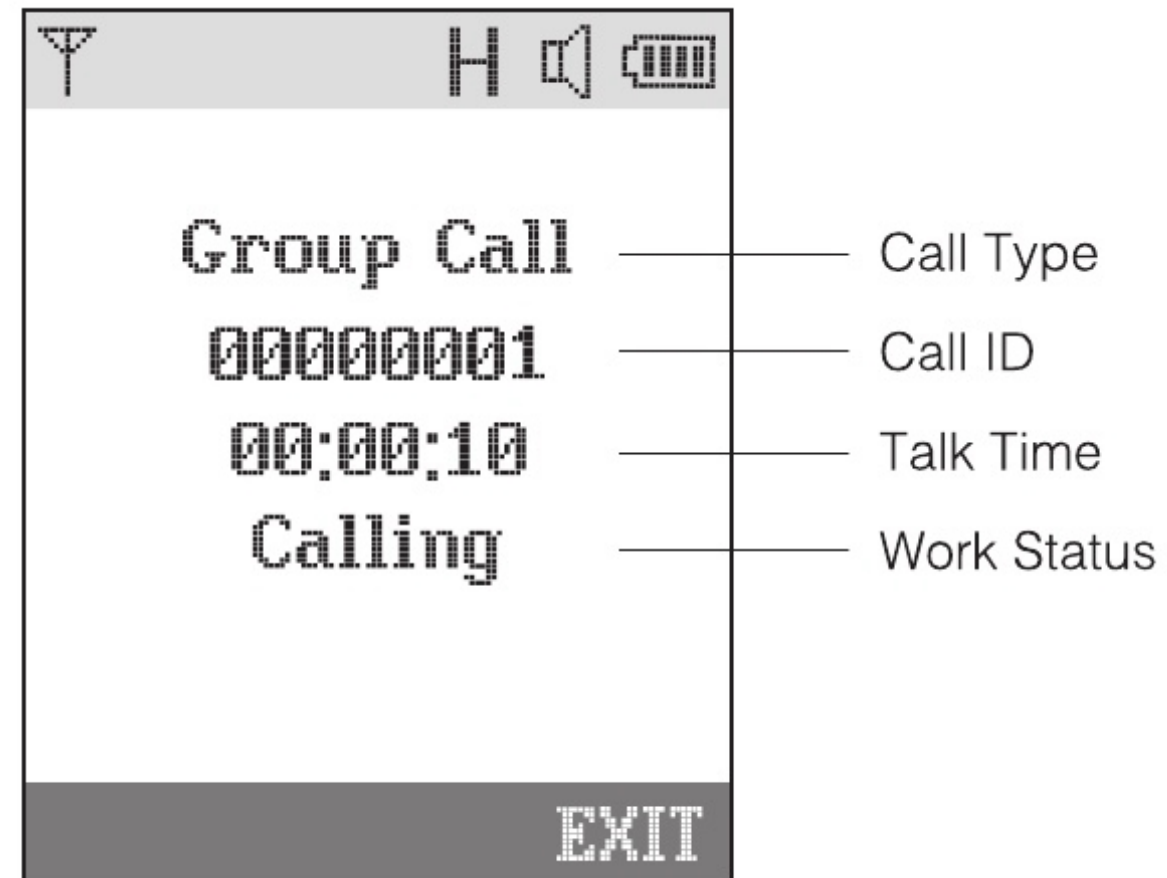 H
Group Call Call Type
00000001 Call ID
00:00:10 Talk Time
Calling Work Status
EXIT